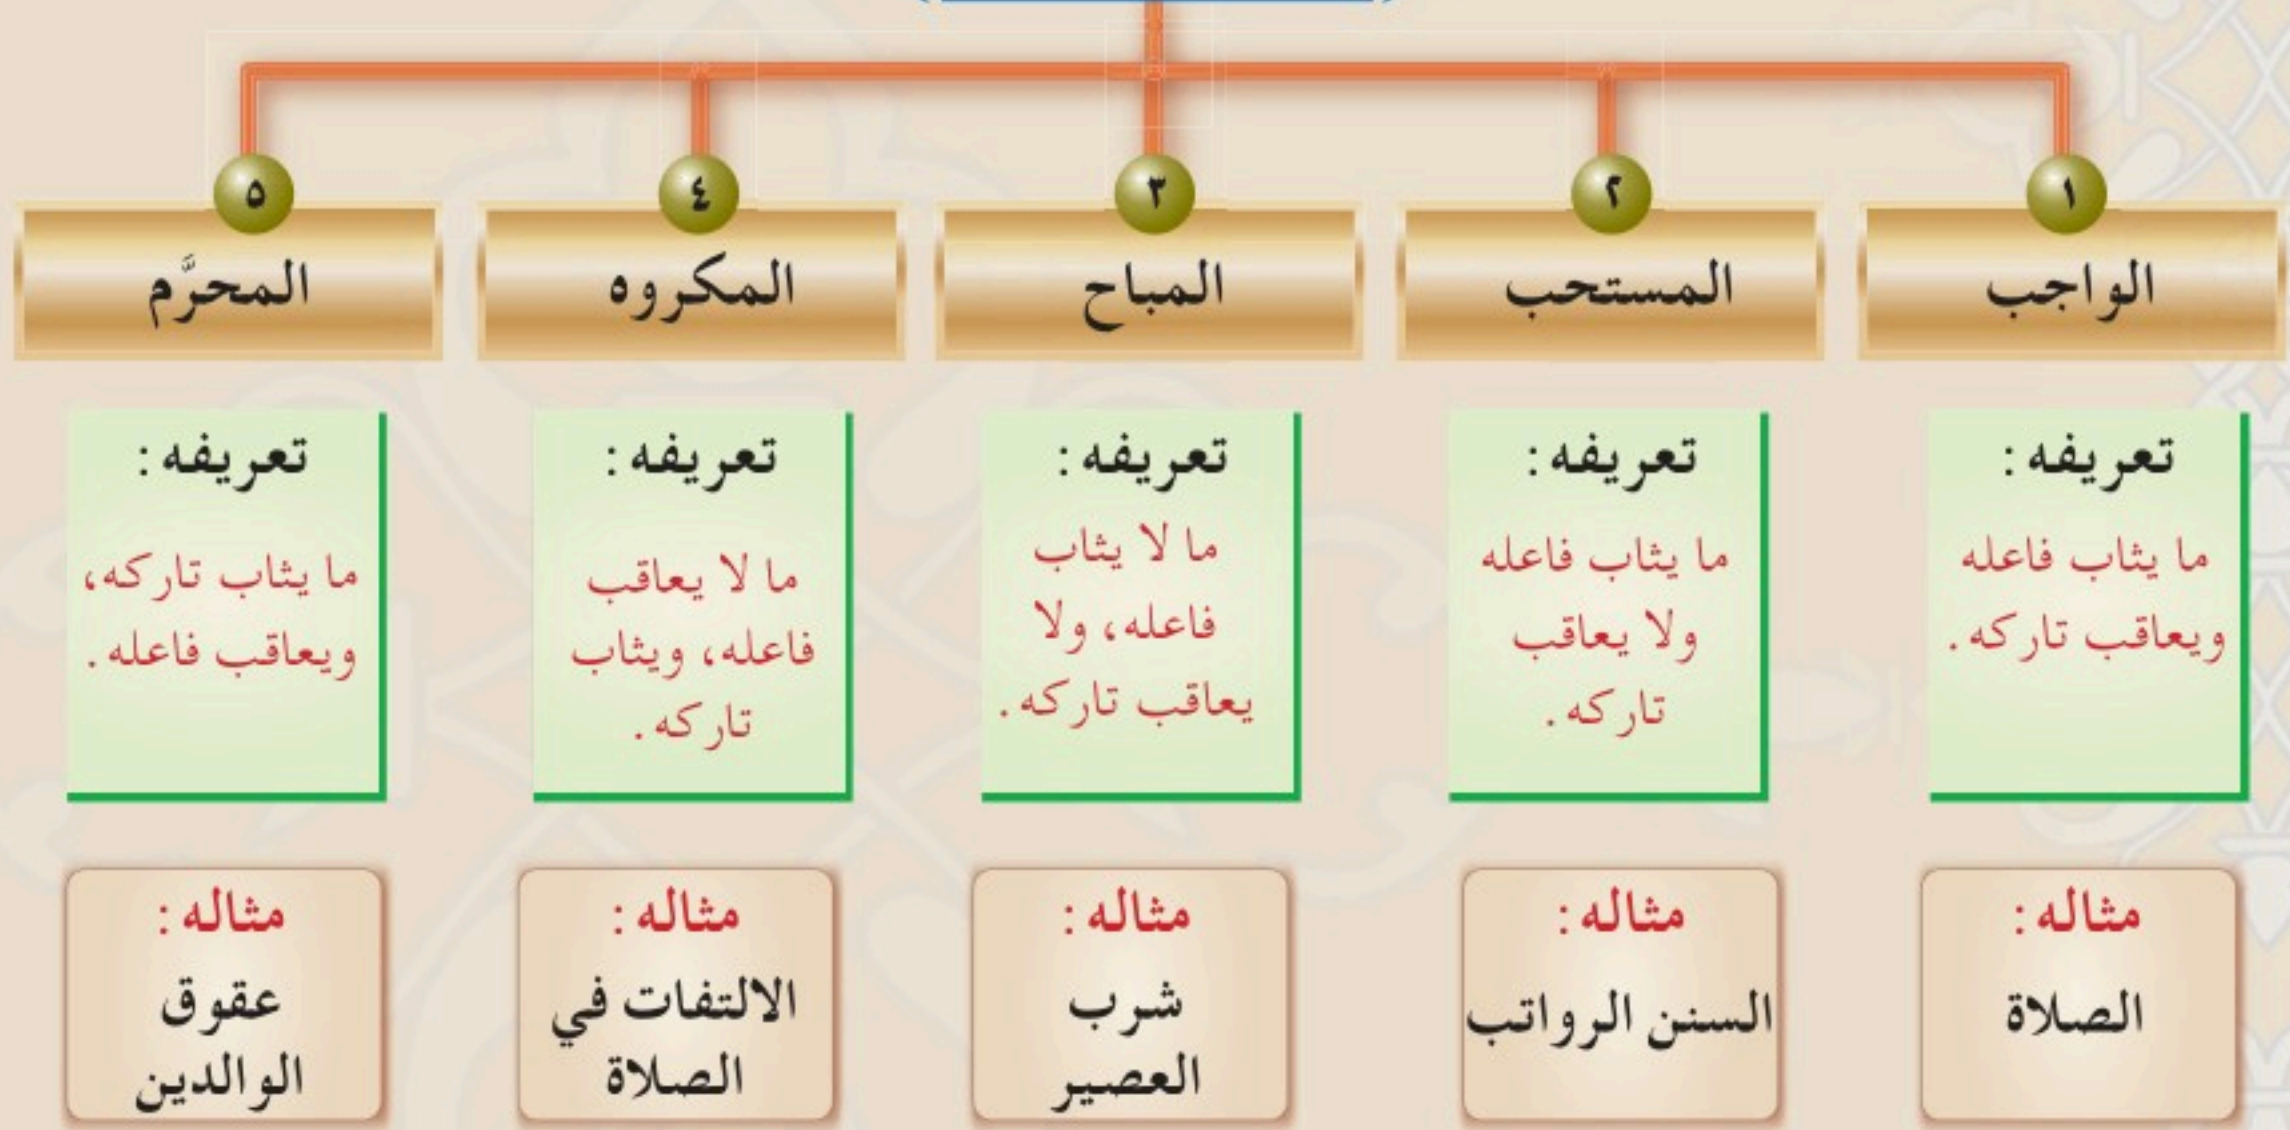 ١
الواجب
تعريفه:
ما يثاب فاعله
ويعاقب تاركه.
مثاله:
الصلاة
٢
المستحب
تعريفه:
ما يثاب فاعله
ولا يعاقب
تاركه.
مثاله:
السنن الرواتب
٣
المباح
تعريفه:
ما لا يثاب
فاعله، ولا
يعاقب تاركه.
مثاله:
شرب
العصير
٤
المكروه
تعريفه:
ما لا يعاقب
فاعله، ويثاب
تاركه.
مثاله:
الالتفات في
الصلاة
٥
المحرَّم
تعريفه:
ما يثاب تاركه،
ويعاقب فاعله.
مثاله:
عقوق
الوالدين